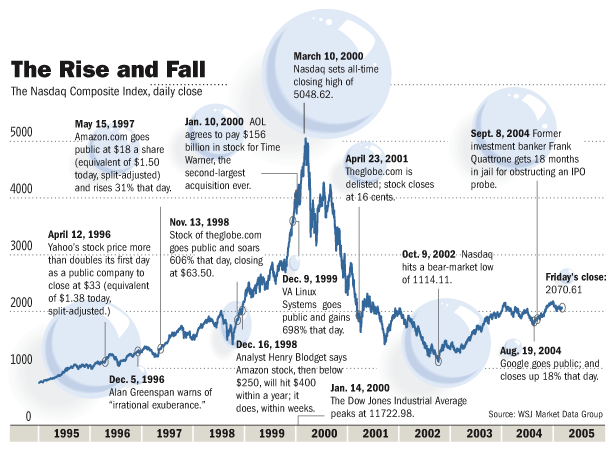 The Rise and Fall
The Nasdaq Composite Index, daily close
March 10, 2000
Nasdaq sets all-time
closing high of
5048.62.
May 15, 1997
Amazon.com goes
public at $18 a share
(equivalent of $1.50
today, split-adjusted)
and rises 31% that day.
Jan. 10, 2000 AOL
agrees to pay $156
billion in stock for Time
Warner, the
second-largest
acquisition ever.
April 23, 2001
Theglobe.com is
delisted; stock closes
at 16 cents.
Sept. 8, 2004 Former
investment banker Frank
Quattrone gets 18 months
in jail for obstructing an IPO
probe.
April 12, 1996
Yahoo's stock price more
than doubles its first day
as a public company to
close at $33 (equivalent
of $1.38 today,
split-adjusted.)
Nov. 13, 1998
Stock of theglobe.com
goes public and soars
606% that day, closing
at $63.50.
Dec. 9, 1999
VA Linux
Systems goes
public and gains
698% that day.
Oct. 9, 2002 Nasdaq
hits a bear-market low
of 1114.11.
Friday's close:
2070.61
Dec. 5, 1996
Alan Greenspan warns of
"irrational exuberance."
Dec. 16, 1998
Analyst Henry Blodget says
Amazon stock, then below
$250, will hit $400
within a year; it
does, within weeks.
Jan. 14, 2000
The Dow Jones Industrial Average
peaks at 11722.98.
Aug. 19, 2004
Google goes public; and
closes up 18% that day.
Source: WSJ Market Data Group
5000
4000
3000
2000
1000
0
1995 1996 1997 1998 1999 2000 2001 2002 2003 2004 2005